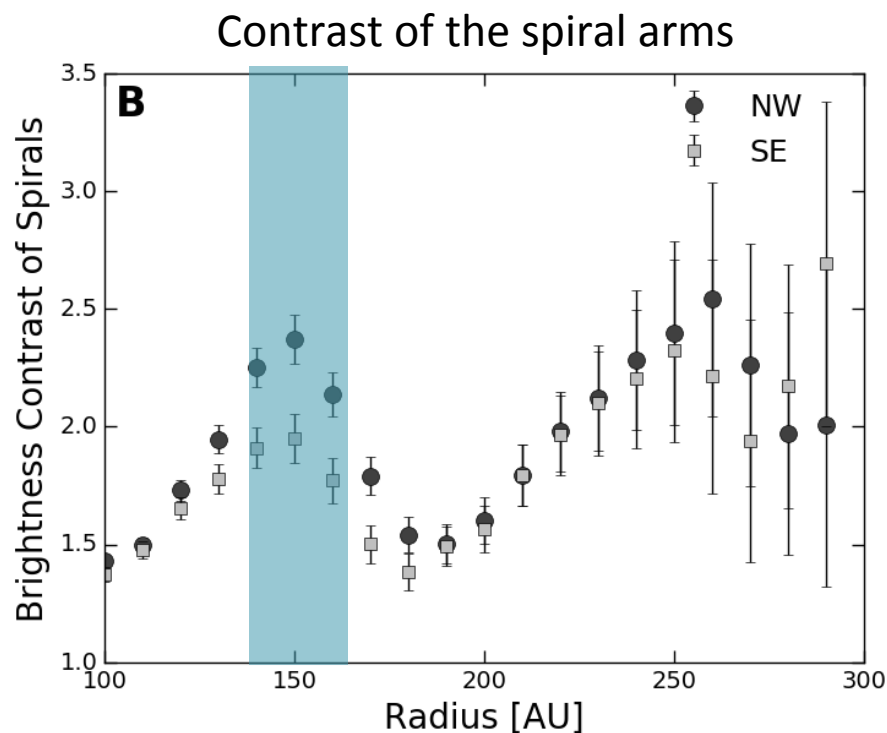 Contrast of the spiral arms
B
NW
SE
Brightness Contrast of Spirals
3.5
3.0
2.5
2.0
1.5
1.0
100 150 200 250 300
Radius [AU]